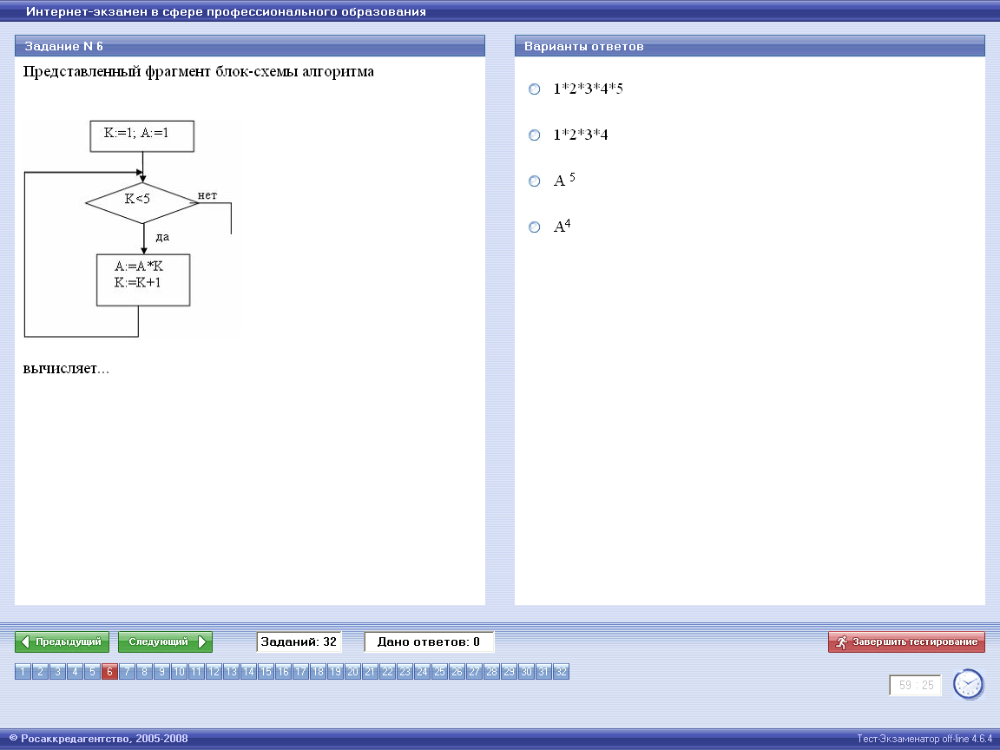 Интернет-экзамен в сфере профессионального образования
Задание N 6
Представленный фрагмент блок-схемы алгоритма
K:=1; A:=1
K<5
нет
да
A:=A*K
K:=K+1
вычисляет...
Варианты ответов
1*2*3*4*5
1*2*3*4
A 5
A4
Предыдущий
Следующий
Заданий: 32
Дано ответов: 0
Завершить тестирование
1 2 3 4 5 6 7 8 9 10 11 12 13 14 15 16 17 18 19 20 21 22 23 24 25 26 27 28 29 30 31 32
59 : 25
© Росаккредагентство, 2005-2008
Тест-Экзаменатор off-line 4.6.4